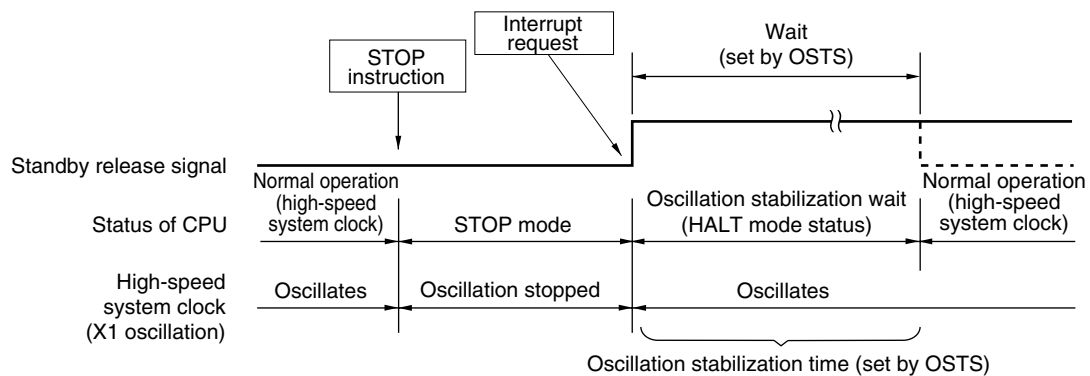 Interrupt
request
Wait
(set by OSTS)
STOP
instruction
Standby release signal
Normal operation
(high-speed
system clock)
Oscillation stabilization wait
(HALT mode status)
Normal operation
(high-speed
system clock)
Status of CPU
STOP mode
High-speed
system clock
(X1 oscillation)
Oscillates
Oscillation stopped
Oscillates
Oscillation stabilization time (set by OSTS)